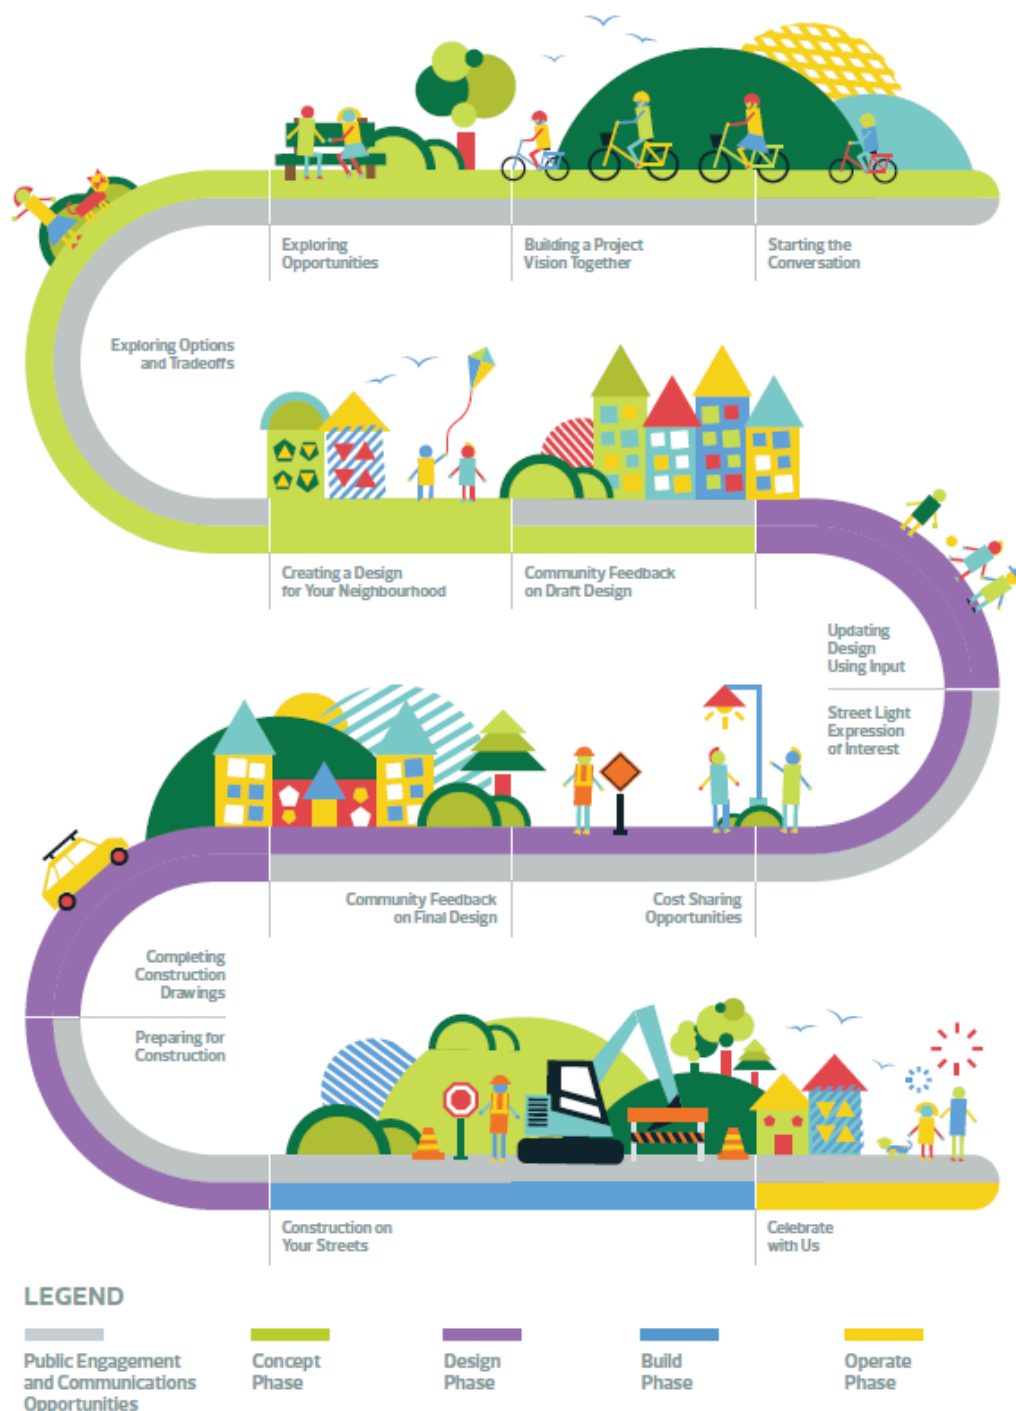 Exploring
Opportunities
Building a Project
Vision Together
Starting the
Conversation
Exploring Options
and Tradeoffs
Creating a Design
for Your Neighbourhood
Community Feedback
on Draft Design
Updating
Design
Using Input
Street Light
Expression
of Interest
Community Feedback
on Final Design
Cost Sharing
Opportunities
Completing
Construction
Drawings
Preparing for
Construction
Construction on
Your Streets
Celebrate
with Us
LEGEND
Public Engagement
and Communications
Opportunities
Concept
Phase
Design
Phase
Build
Phase
Operate
Phase